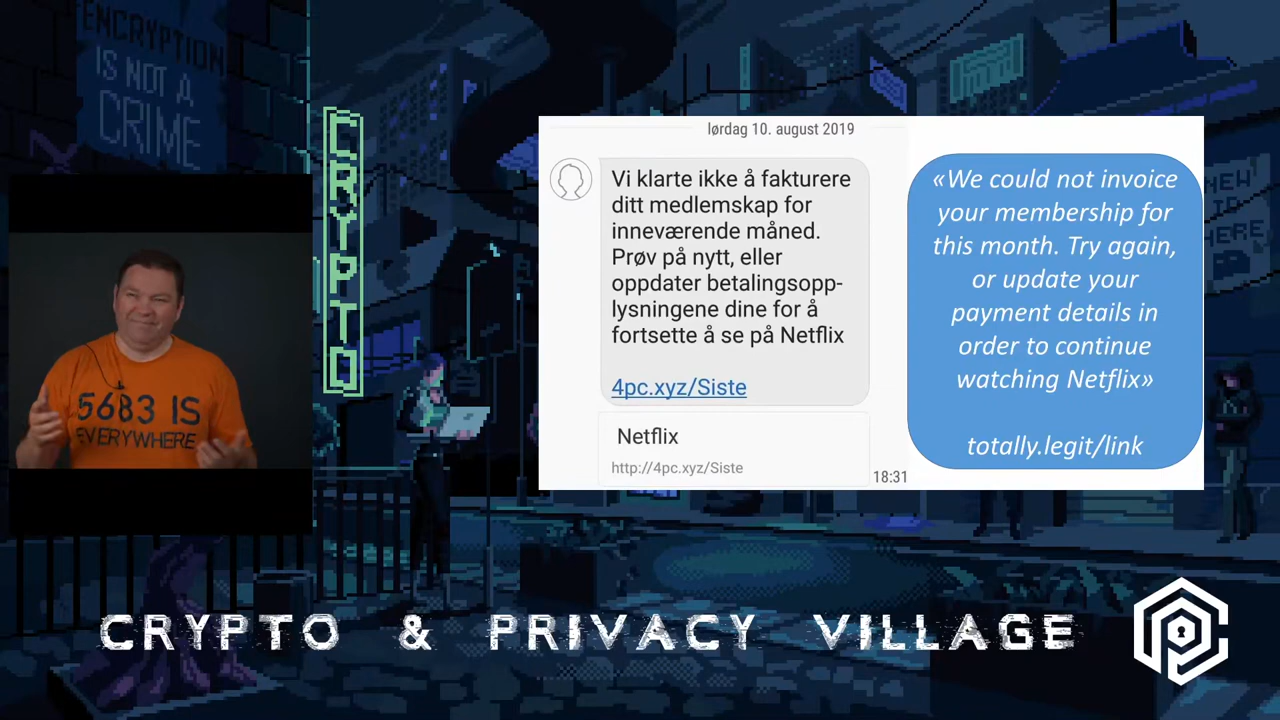 ENCRYPTION
IS NOT A
CRIME
CRYPTO
5683 IS
EVERYWHERE
lørdag 10. august 2019
Vi klarte ikke å fakturere
ditt medlemskap for
inneværende måned.
Prøv på nytt, eller
oppdater betalingsopp-
lysningene dine for å
fortsette å se på Netflix
4pc.xyz/Siste
Netflix
http://4pc.xyz/Siste
18:31
«We could not invoice
your membership for
this month. Try again,
or update your
payment details in
order to continue
watching Netflix»
totally.legit/link
NEW
HERE
CRYPTO & PRIVACY VILLAGE